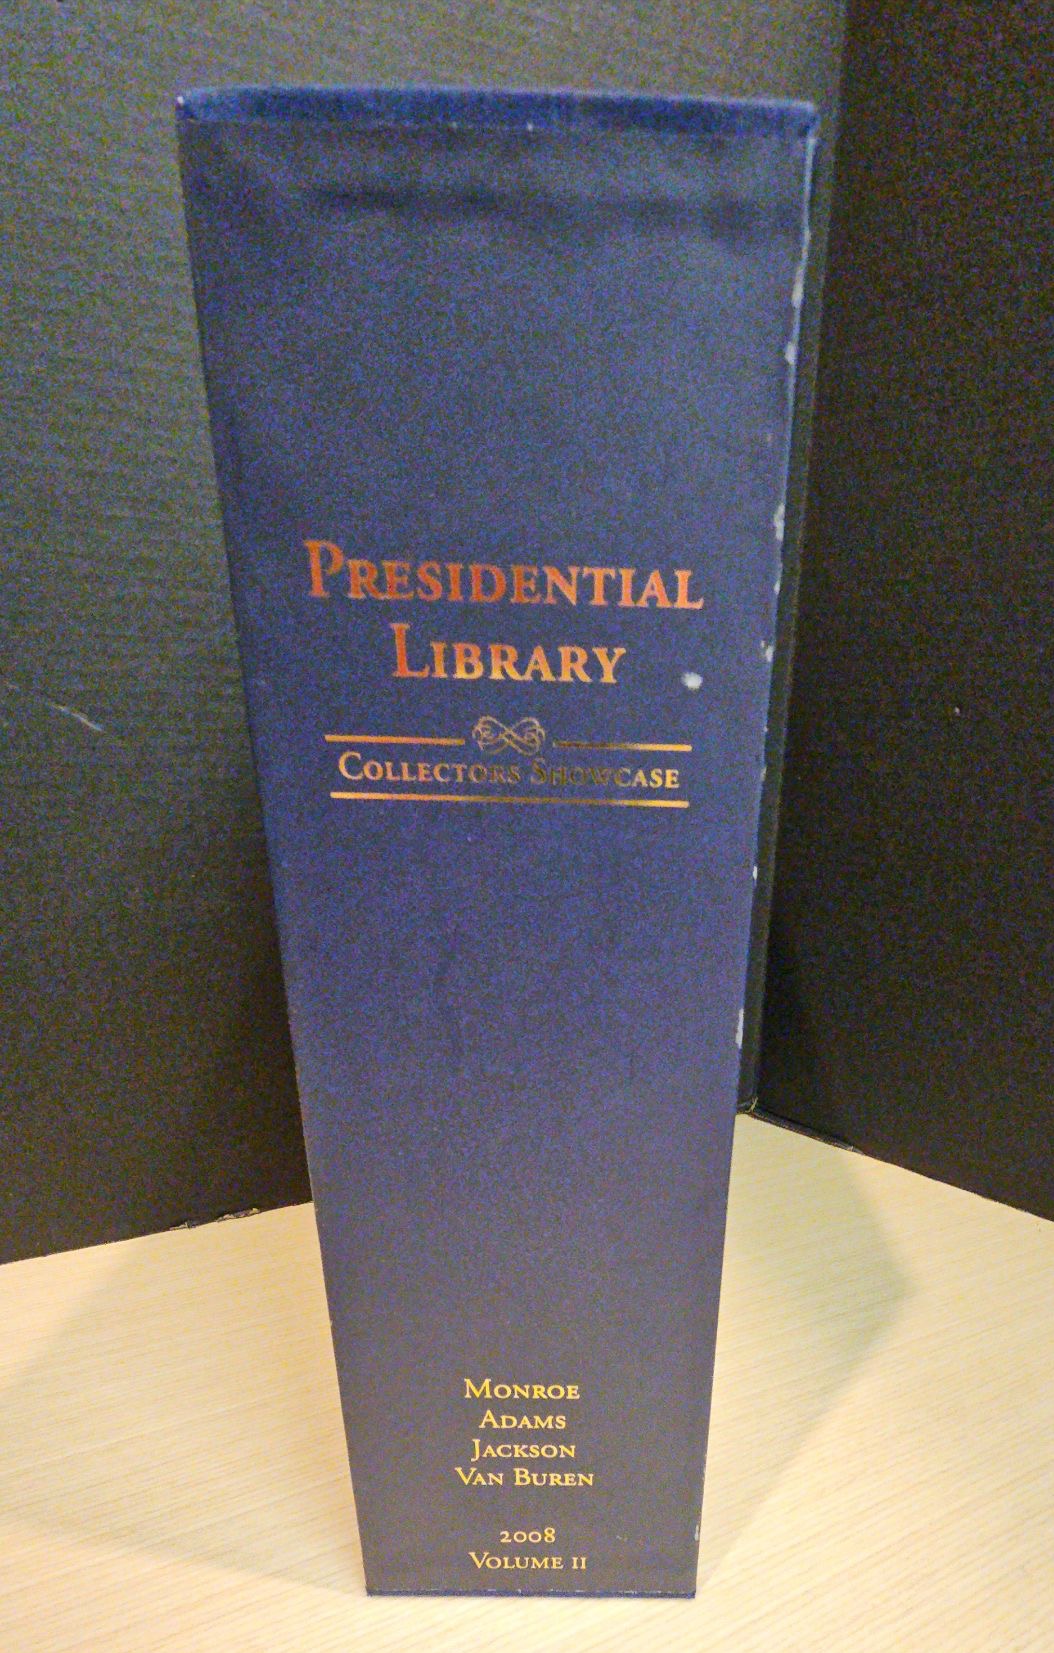 PRESIDENTIAL
LIBRARY
COLLECTORS SHOWCASE
MONROE
ADAMS
JACKSON
VAN BUREN
2008
VOLUME II